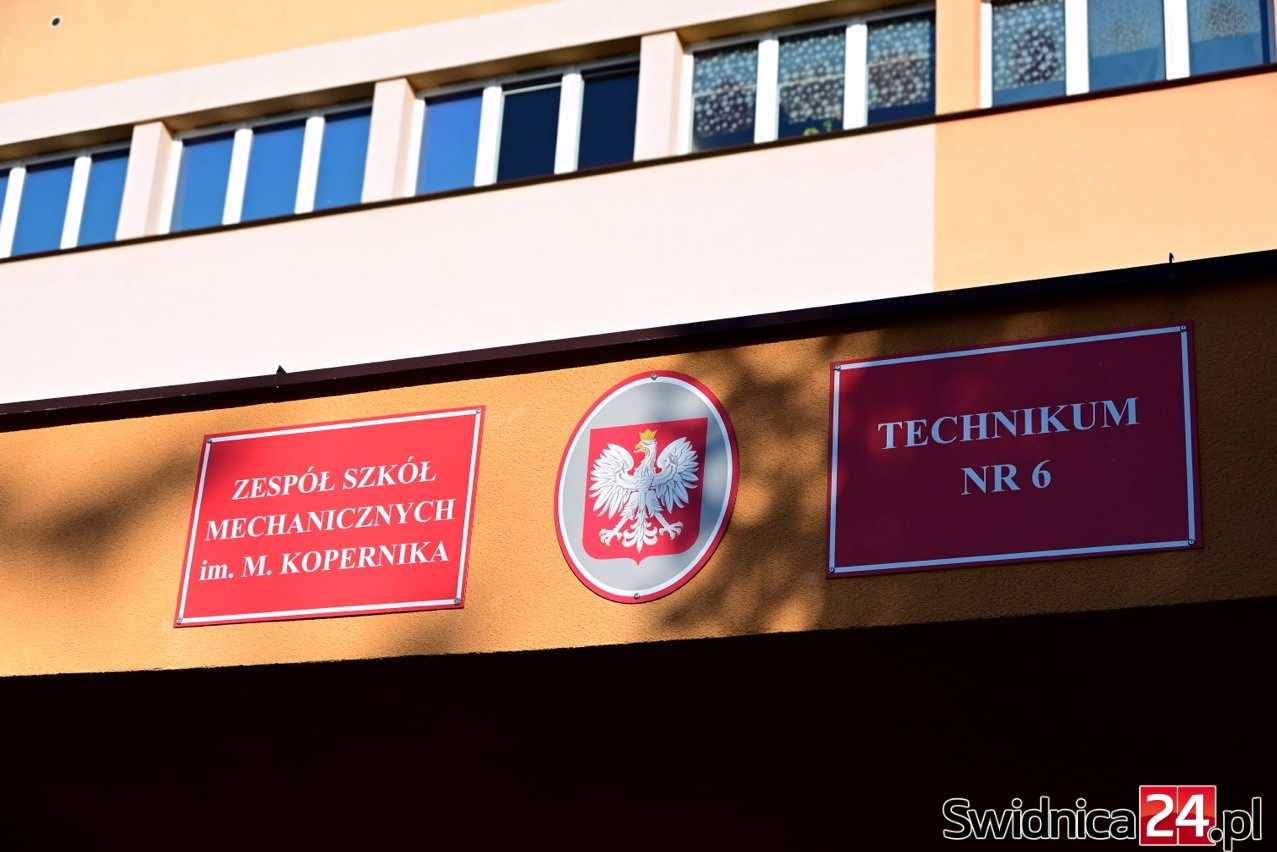 ZESPÓŁ SZKÓŁ
MECHANICZNYCH
im. M. KOPERNIKA
TECHNIKUM
NR 6
Swidnica24.pl